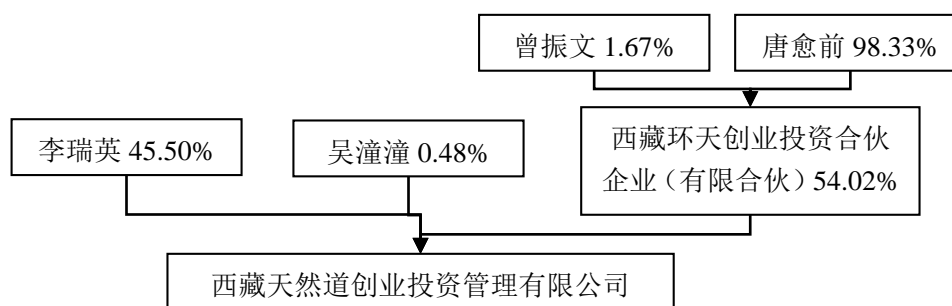 曾振文 1.67%
唐愈前 98.33%
李瑞英 45.50%
吴潼潼 0.48%
西藏环天创业投资合伙
企业（有限合伙）54.02%
西藏天然道创业投资管理有限公司